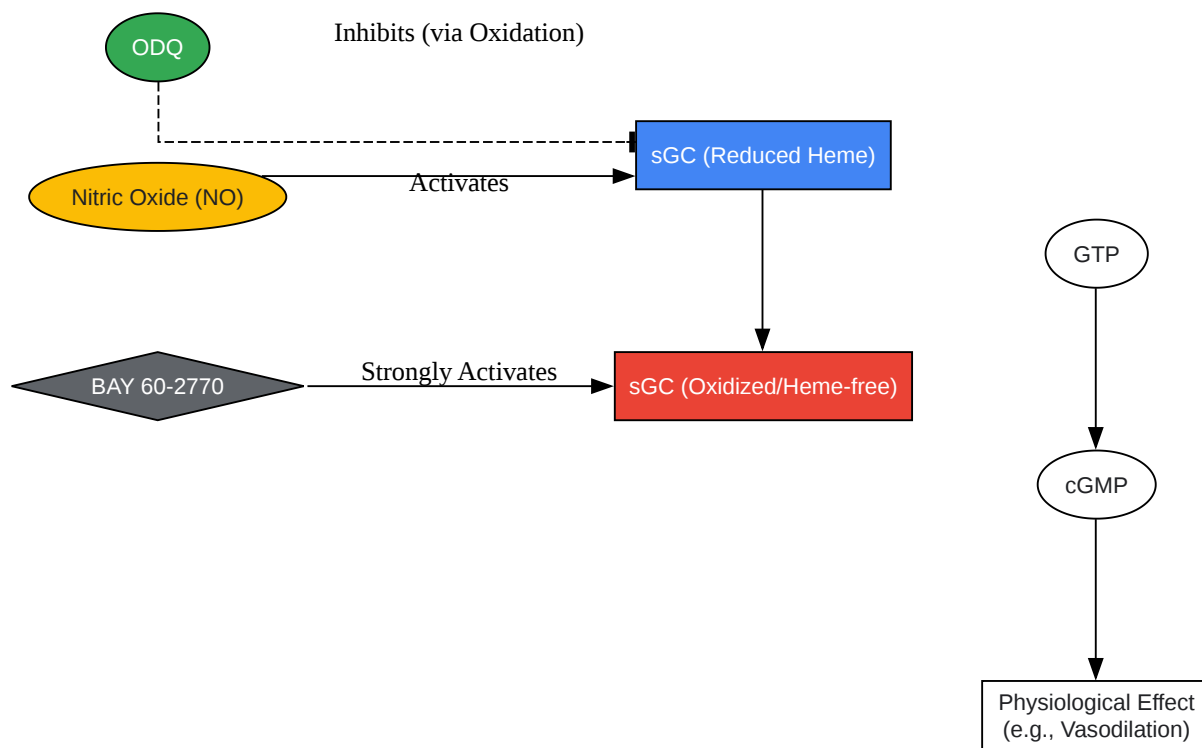 ODQ
Inhibits (via Oxidation)
sGC (Reduced Heme)
Nitric Oxide (NO)
Activates
GTP
BAY 60-2770
Strongly Activates
sGC (Oxidized/Heme-free)
cGMP
Physiological Effect
(e.g., Vasodilation)